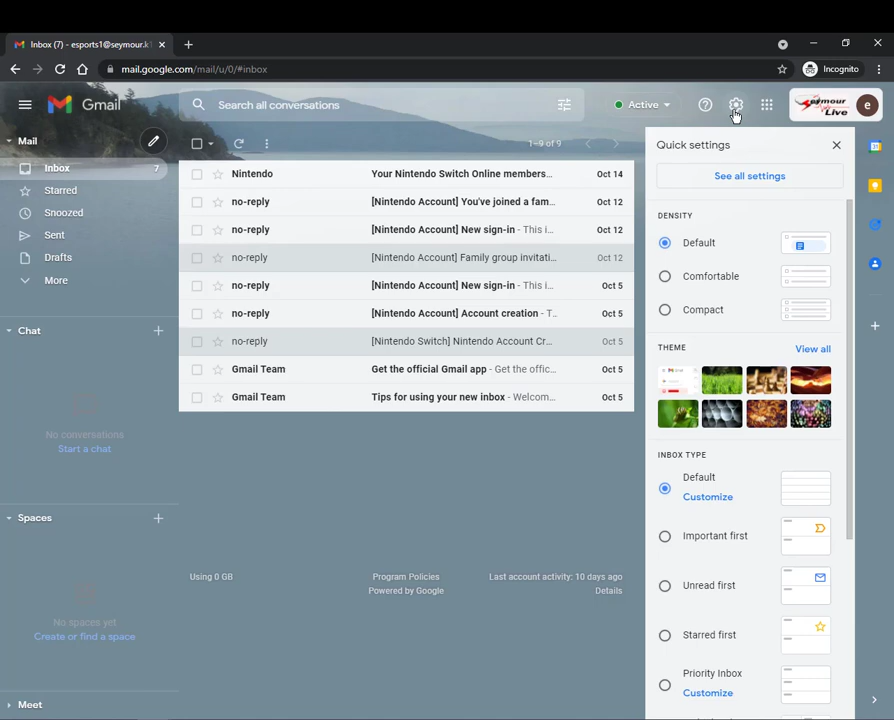 Inbox (7) - esports1@seymour.k1
mail.google.com/mail/u/0/#inbox
Incognito
Gmail
Search all conversations
Active
Seymour Live
e
Mail
1–9 of 9
Quick settings
See all settings
Inbox 7
Starred
Snoozed
Sent
Drafts
More
Nintendo Your Nintendo Switch Online members... Oct 14
no-reply [Nintendo Account] You've joined a fam... Oct 12
no-reply [Nintendo Account] New sign-in - This i... Oct 12
no-reply [Nintendo Account] Family group invitati... Oct 12
no-reply [Nintendo Account] New sign-in - This i... Oct 5
no-reply [Nintendo Account] Account creation - T... Oct 5
no-reply [Nintendo Switch] Nintendo Account Cr... Oct 5
Gmail Team Get the official Gmail app - Get the offic... Oct 5
Gmail Team Tips for using your new inbox - Welcom... Oct 5
DENSITY
Default
Comfortable
Compact
THEME View all
INBOX TYPE
Default
Customize
Important first
Unread first
Starred first
Priority Inbox
Customize
Chat
No conversations
Start a chat
Spaces
No spaces yet
Create or find a space
Meet
Using 0 GB
Program Policies
Powered by Google
Last account activity: 10 days ago
Details